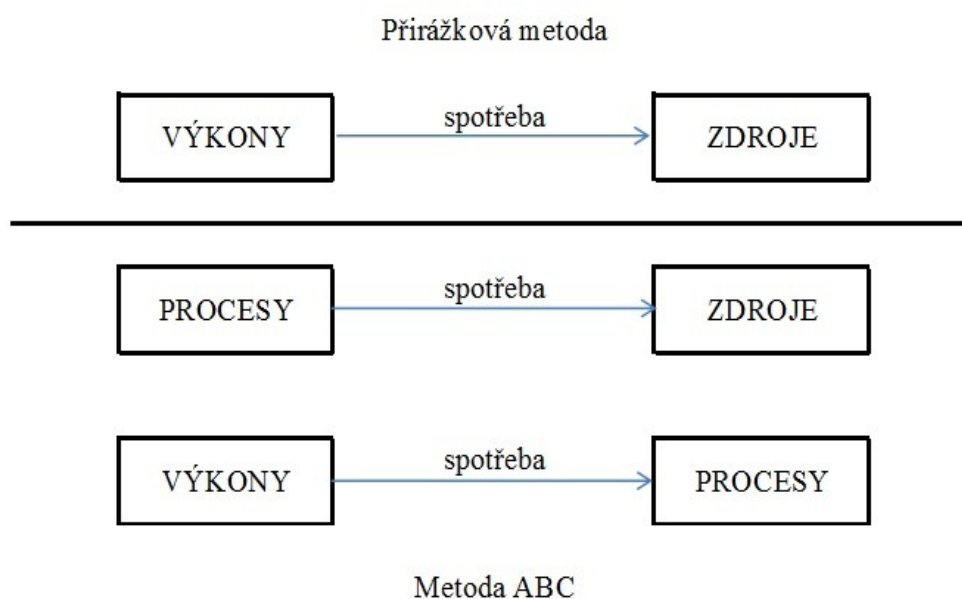 Přirážková metoda
VÝKONY spotřeba ZDROJE
PROCESY spotřeba ZDROJE
VÝKONY spotřeba PROCESY
Metoda ABC